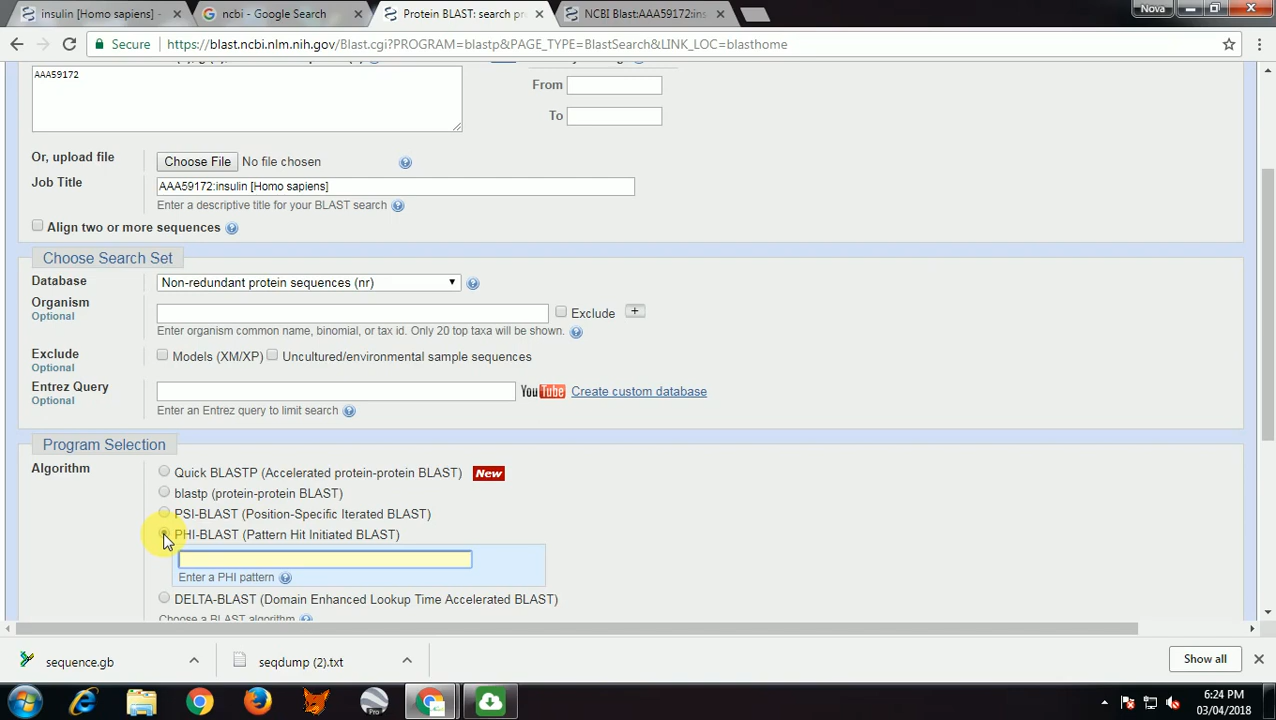 insulin [Homo sapiens] -
ncbi - Google Search
Protein BLAST: search pr
NCBI Blast:AAA59172:ins
Nova
Secure
https://blast.ncbi.nlm.nih.gov/Blast.cgi?PROGRAM=blastp&PAGE_TYPE=BlastSearch&LINK_LOC=blasthome
AAA59172
From
To
Or, upload file
Choose File No file chosen
Job Title
AAA59172:insulin [Homo sapiens]
Enter a descriptive title for your BLAST search
Align two or more sequences
Choose Search Set
Database
Non-redundant protein sequences (nr)
Organism
Optional
Exclude
+
Enter organism common name, binomial, or tax id. Only 20 top taxa will be shown.
Exclude
Optional
Models (XM/XP) Uncultured/environmental sample sequences
Entrez Query
Optional
YouTube Create custom database
Enter an Entrez query to limit search
Program Selection
Algorithm
Quick BLASTP (Accelerated protein-protein BLAST) New
blastp (protein-protein BLAST)
PSI-BLAST (Position-Specific Iterated BLAST)
PHI-BLAST (Pattern Hit Initiated BLAST)
Enter a PHI pattern
DELTA-BLAST (Domain Enhanced Lookup Time Accelerated BLAST)
Choose a BLAST algorithm
sequence.gb
seqdump (2).txt
Show all
Pro
6:24 PM
03/04/2018